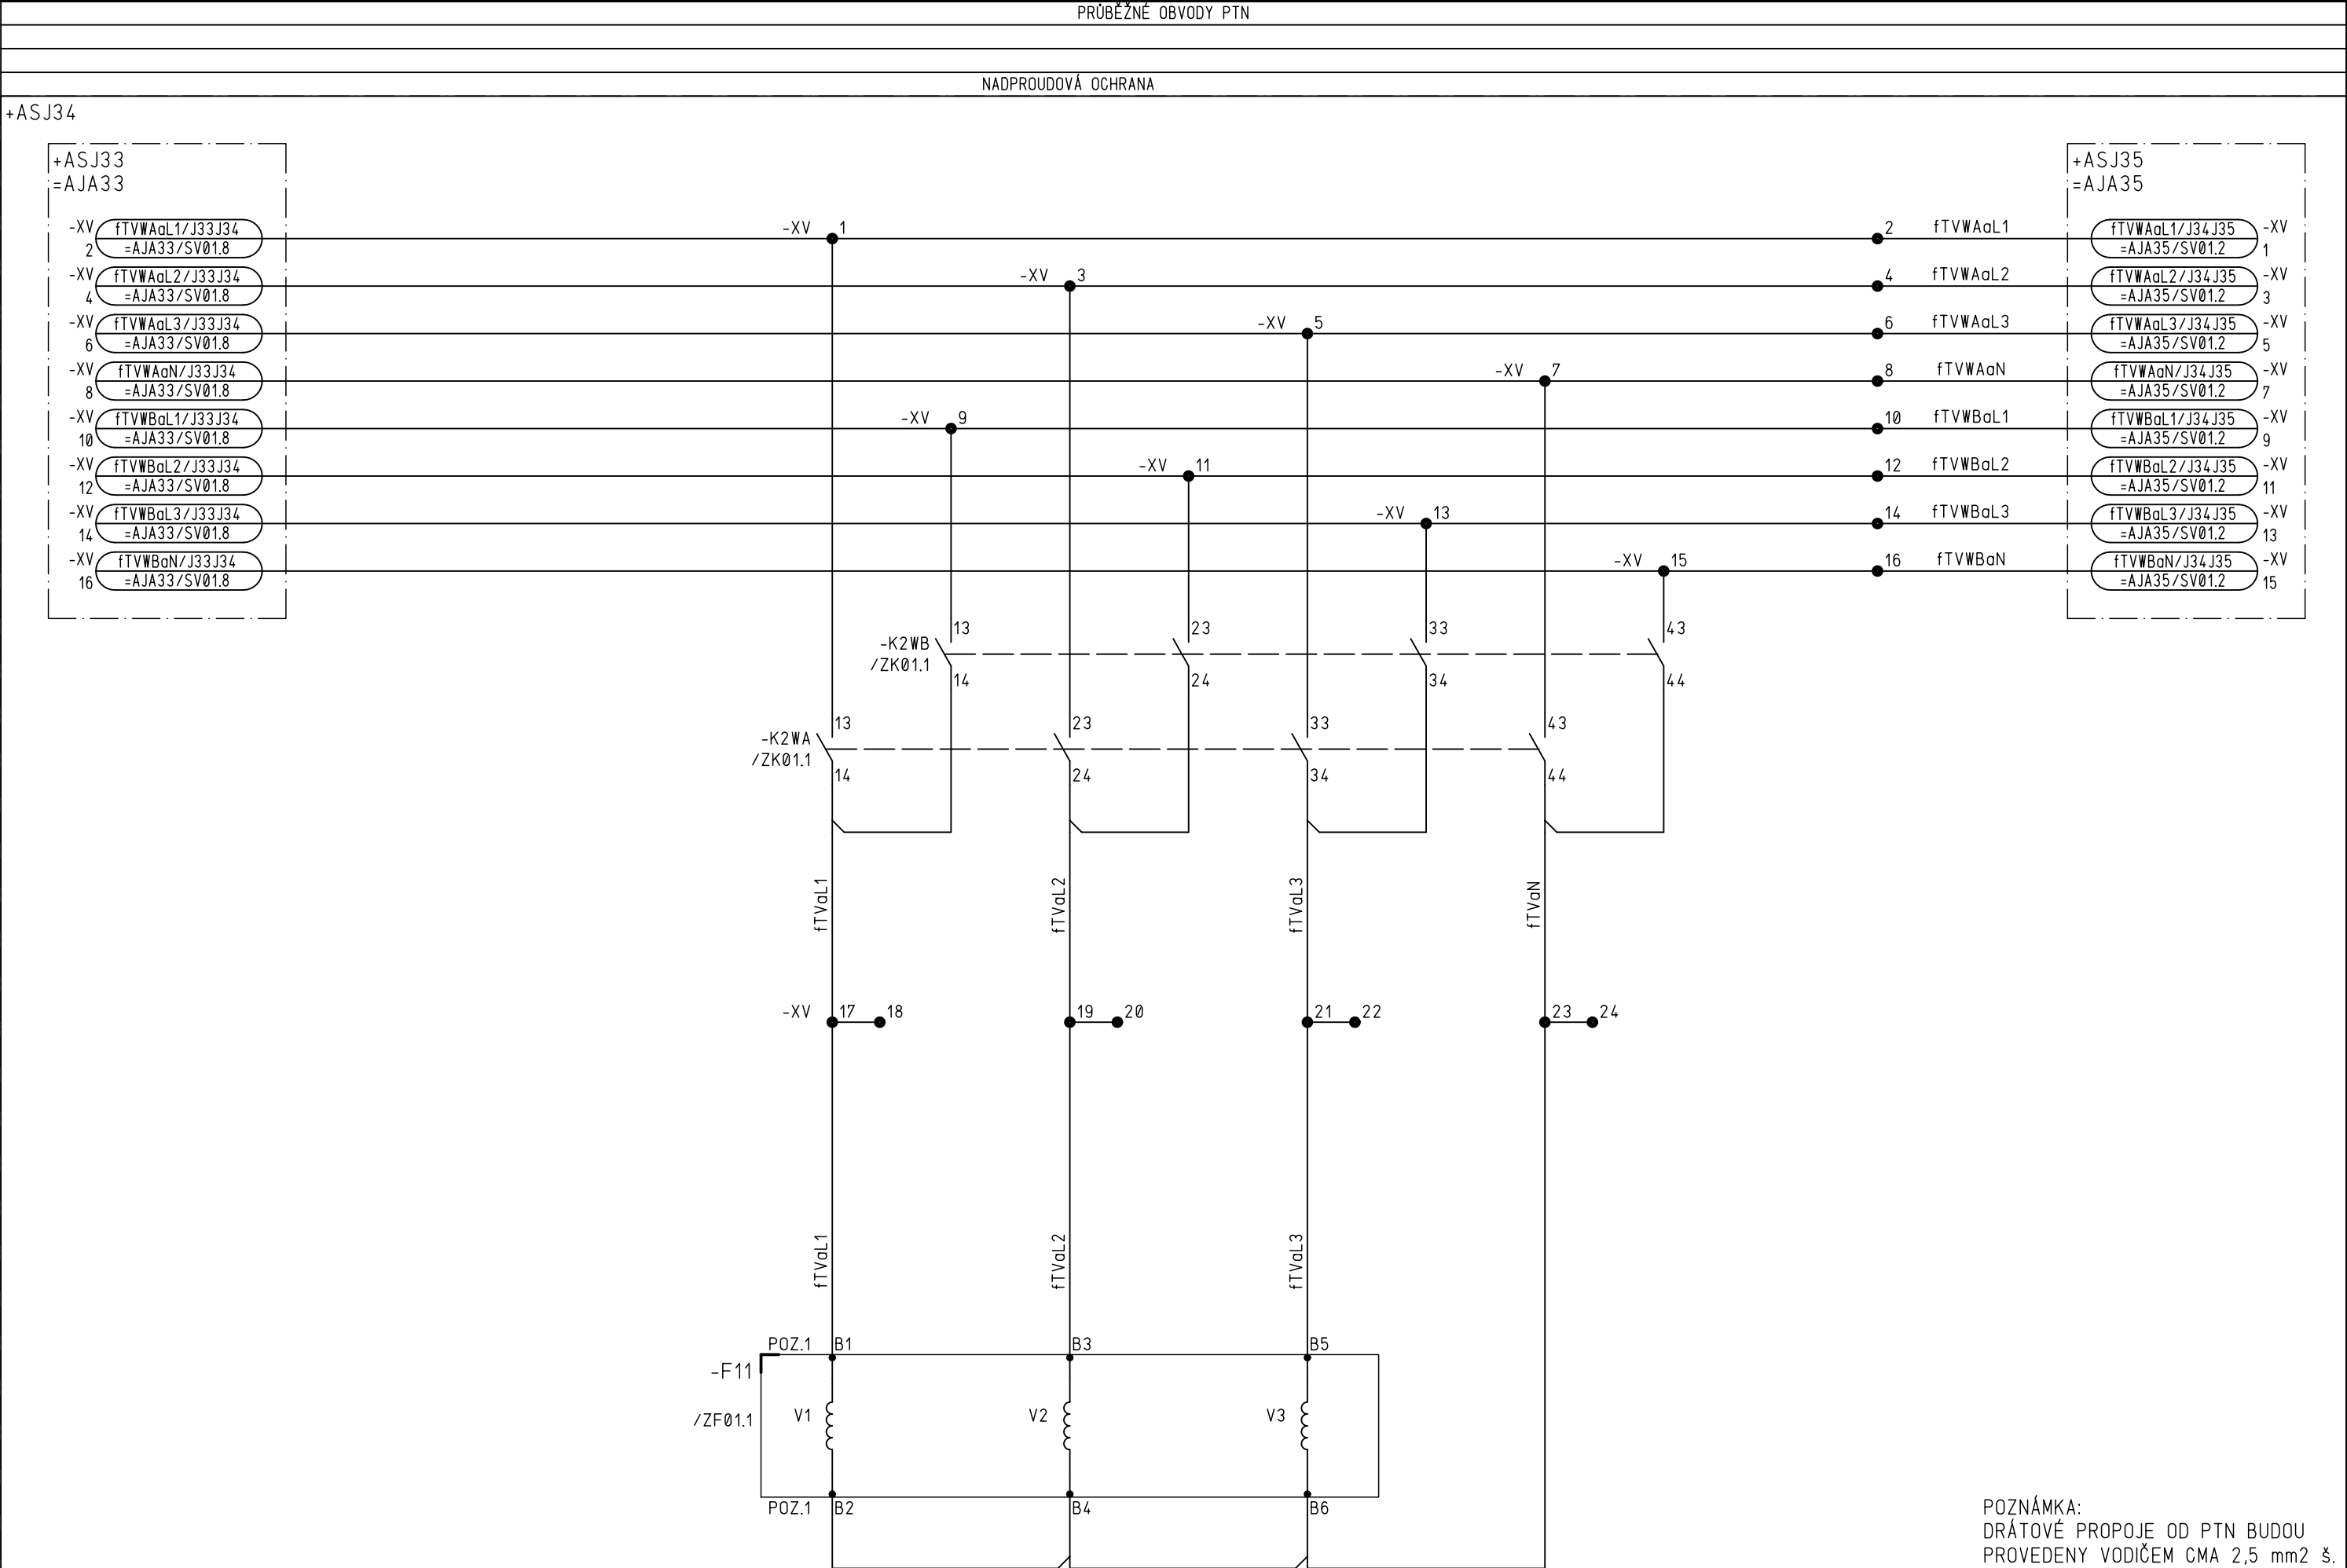 PRŮBĚŽNÉ OBVODY PTN
NADPROUDOVÁ OCHRANA
+ASJ34
+ASJ33
=AJA33
+ASJ35
=AJA35
-XV fTVWAaL1/J33J34 -XV 1 2 fTVWAaL1 fTVWAaL1/J34J35 -XV
2 =AJA33/SV01.8 =AJA35/SV01.2 1
-XV fTVWAaL2/J33J34 -XV 3 4 fTVWAaL2 fTVWAaL2/J34J35 -XV
4 =AJA33/SV01.8 =AJA35/SV01.2 3
-XV fTVWAaL3/J33J34 -XV 5 6 fTVWAaL3 fTVWAaL3/J34J35 -XV
6 =AJA33/SV01.8 =AJA35/SV01.2 5
-XV fTVWAaN/J33J34 -XV 7 8 fTVWAaN fTVWAaN/J34J35 -XV
8 =AJA33/SV01.8 =AJA35/SV01.2 7
-XV fTVWBaL1/J33J34 -XV 9 10 fTVWBaL1 fTVWBaL1/J34J35 -XV
10 =AJA33/SV01.8 =AJA35/SV01.2 9
-XV fTVWBaL2/J33J34 -XV 11 12 fTVWBaL2 fTVWBaL2/J34J35 -XV
12 =AJA33/SV01.8 =AJA35/SV01.2 11
-XV fTVWBaL3/J33J34 -XV 13 14 fTVWBaL3 fTVWBaL3/J34J35 -XV
14 =AJA33/SV01.8 =AJA35/SV01.2 13
-XV fTVWBaN/J33J34 -XV 15 16 fTVWBaN fTVWBaN/J34J35 -XV
16 =AJA33/SV01.8 =AJA35/SV01.2 15
13 23 33 43
-K2WB
/ZK01.1
14 24 34 44
13 23 33 43
-K2WA
/ZK01.1
14 24 34 44
fTVaL1 fTVaL2 fTVaL3 fTVaN
-XV 17 18 19 20 21 22 23 24
fTVaL1 fTVaL2 fTVaL3
POZ.1 B1 B3 B5
-F11
/ZF01.1 V1 V2 V3
POZ.1 B2 B4 B6
POZNÁMKA:
DRÁTOVÉ PROPOJE OD PTN BUDOU
PROVEDENY VODIČEM CMA 2,5 mm2 š.